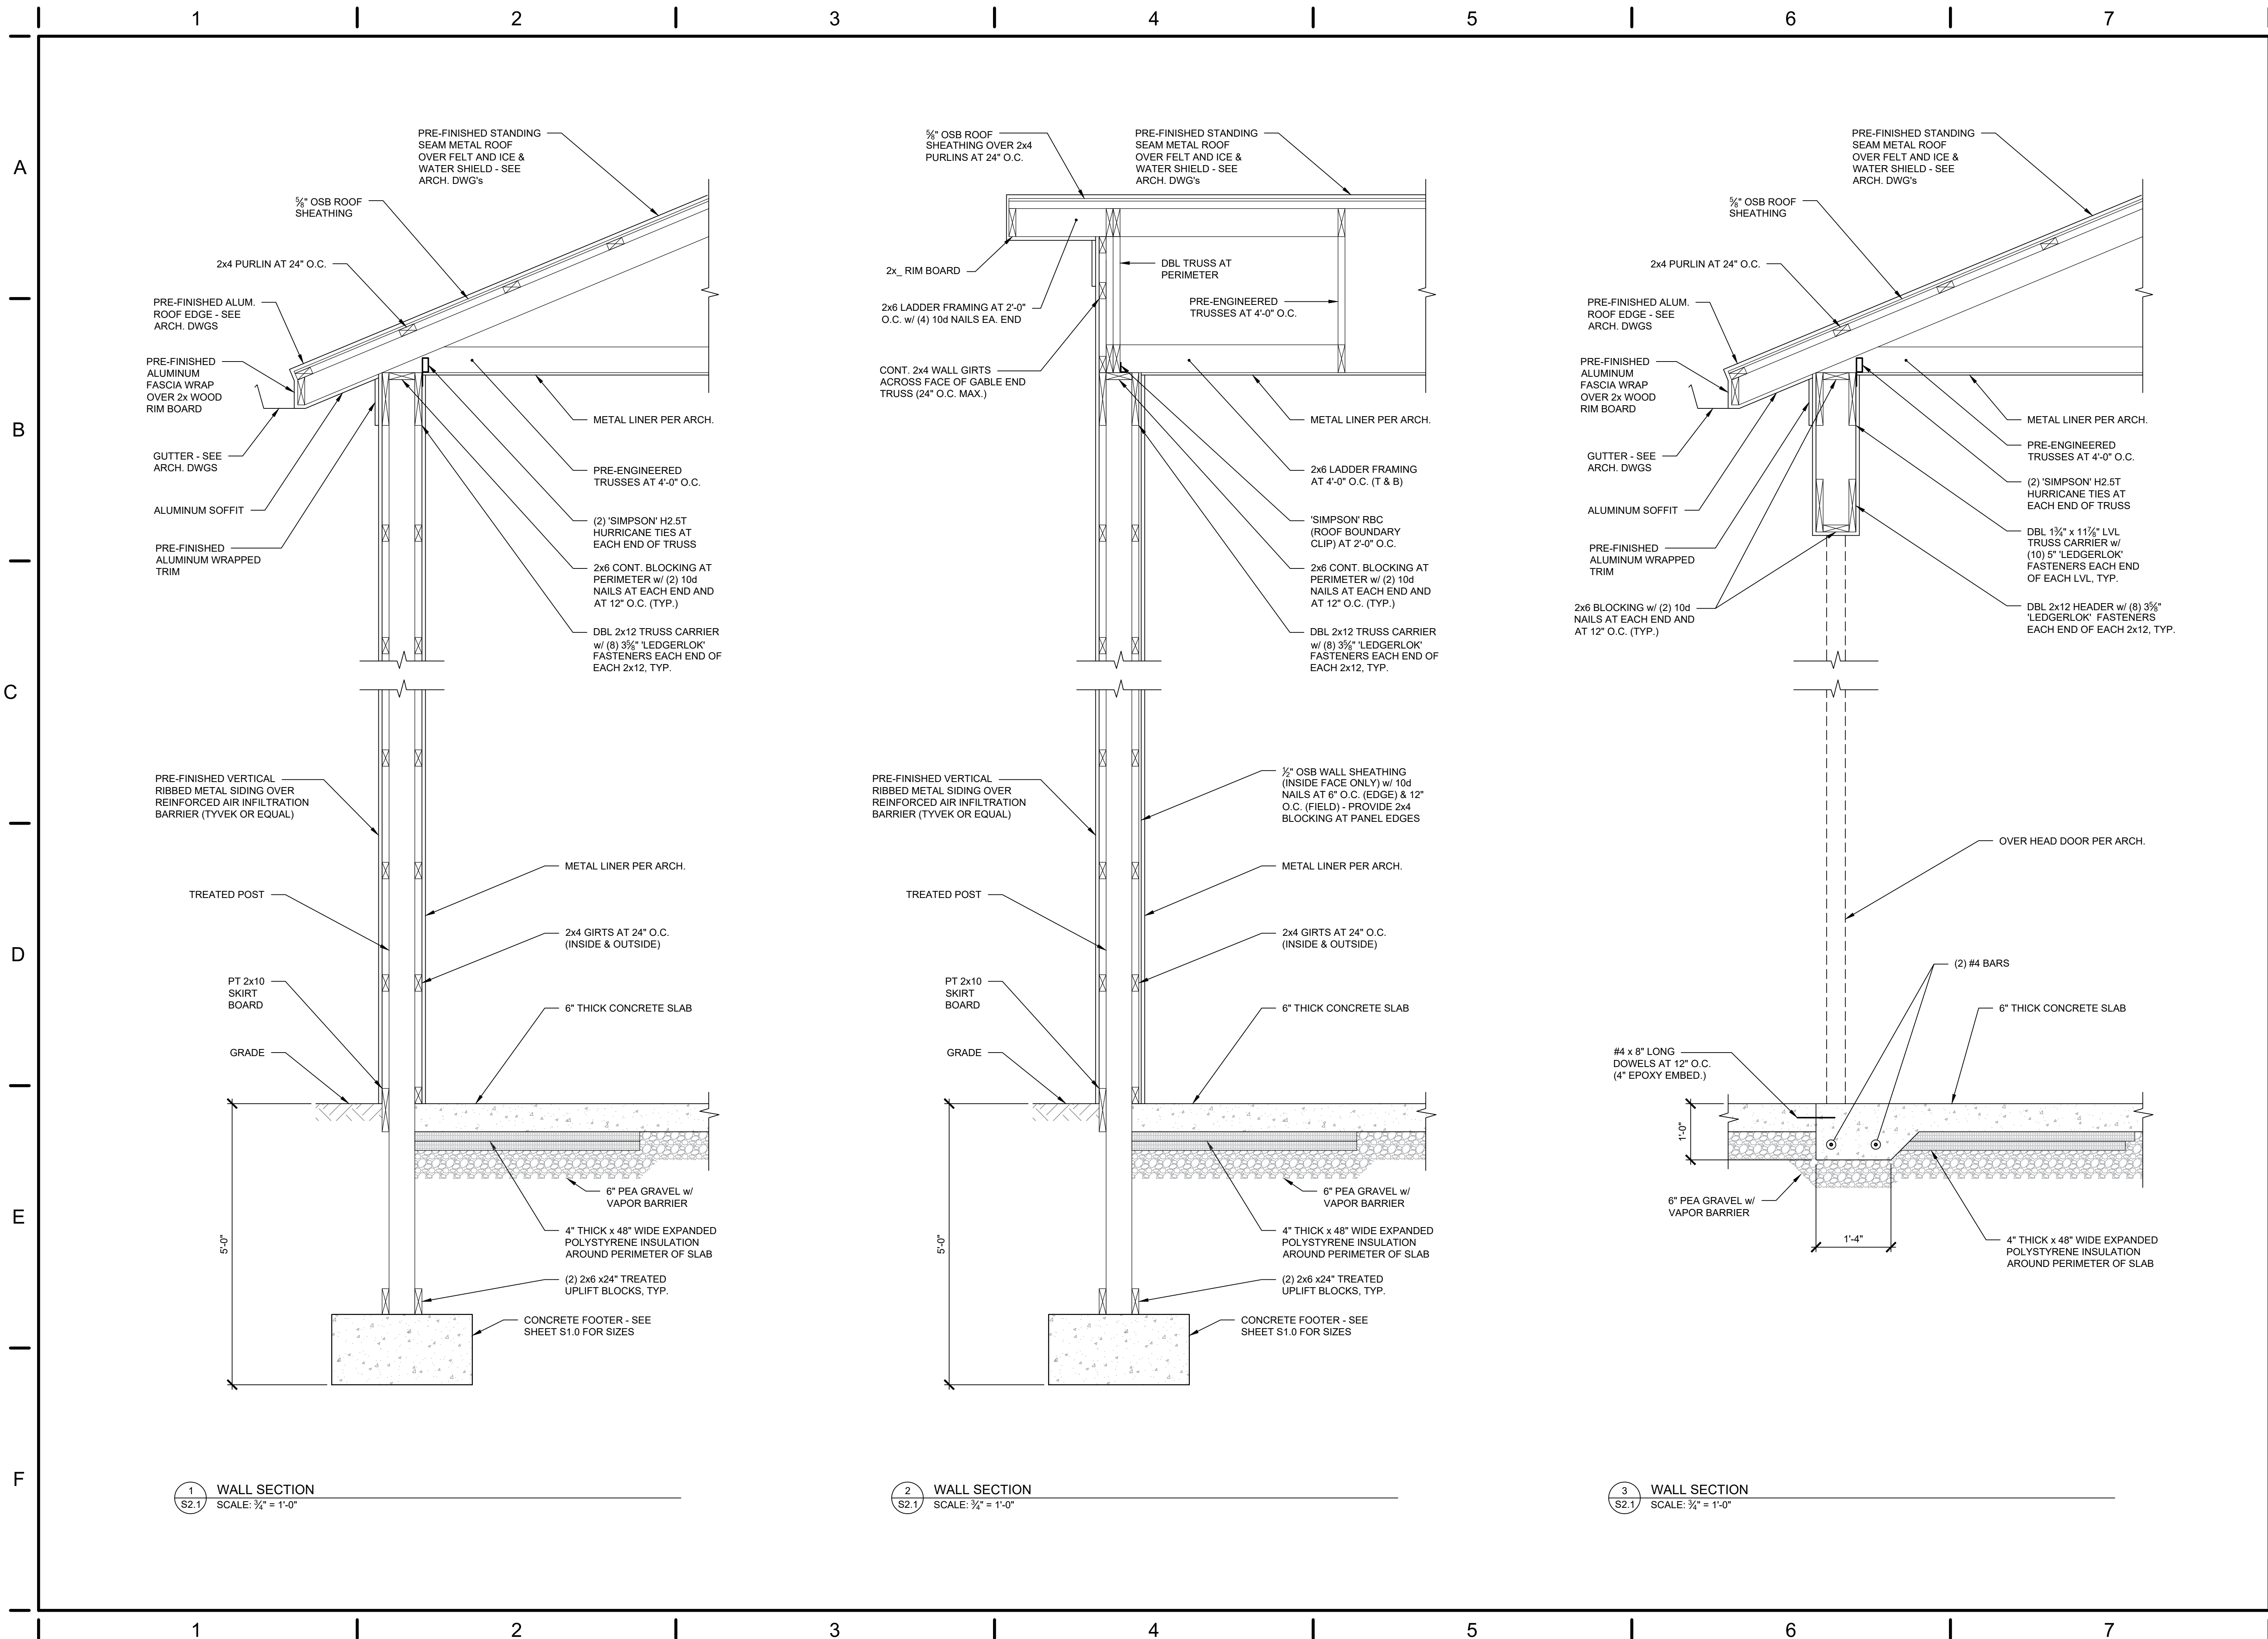 1 2 3 4 5 6 7
A
B
C
D
E
F
PRE-FINISHED STANDING
SEAM METAL ROOF
OVER FELT AND ICE &
WATER SHIELD - SEE
ARCH. DWG's
⅝" OSB ROOF
SHEATHING
2x4 PURLIN AT 24" O.C.
PRE-FINISHED ALUM.
ROOF EDGE - SEE
ARCH. DWGS
PRE-FINISHED
ALUMINUM
FASCIA WRAP
OVER 2x WOOD
RIM BOARD
GUTTER - SEE
ARCH. DWGS
ALUMINUM SOFFIT
PRE-FINISHED
ALUMINUM WRAPPED
TRIM
METAL LINER PER ARCH.
PRE-ENGINEERED
TRUSSES AT 4'-0" O.C.
(2) 'SIMPSON' H2.5T
HURRICANE TIES AT
EACH END OF TRUSS
2x6 CONT. BLOCKING AT
PERIMETER w/ (2) 10d
NAILS AT EACH END AND
AT 12" O.C. (TYP.)
DBL 2x12 TRUSS CARRIER
w/ (8) 3⅝" 'LEDGERLOK'
FASTENERS EACH END OF
EACH 2x12, TYP.
PRE-FINISHED VERTICAL
RIBBED METAL SIDING OVER
REINFORCED AIR INFILTRATION
BARRIER (TYVEK OR EQUAL)
METAL LINER PER ARCH.
TREATED POST
2x4 GIRTS AT 24" O.C.
(INSIDE & OUTSIDE)
PT 2x10
SKIRT
BOARD
6" THICK CONCRETE SLAB
GRADE
5'-0"
6" PEA GRAVEL w/
VAPOR BARRIER
4" THICK x 48" WIDE EXPANDED
POLYSTYRENE INSULATION
AROUND PERIMETER OF SLAB
(2) 2x6 x24" TREATED
UPLIFT BLOCKS, TYP.
CONCRETE FOOTER - SEE
SHEET S1.0 FOR SIZES
1 WALL SECTION
S2.1 SCALE: ¾" = 1'-0"
⅝" OSB ROOF
SHEATHING OVER 2x4
PURLINS AT 24" O.C.
PRE-FINISHED STANDING
SEAM METAL ROOF
OVER FELT AND ICE &
WATER SHIELD - SEE
ARCH. DWG's
2x_ RIM BOARD
DBL TRUSS AT
PERIMETER
2x6 LADDER FRAMING AT 2'-0"
O.C. w/ (4) 10d NAILS EA. END
PRE-ENGINEERED
TRUSSES AT 4'-0" O.C.
CONT. 2x4 WALL GIRTS
ACROSS FACE OF GABLE END
TRUSS (24" O.C. MAX.)
METAL LINER PER ARCH.
2x6 LADDER FRAMING
AT 4'-0" O.C. (T & B)
'SIMPSON' RBC
(ROOF BOUNDARY
CLIP) AT 2'-0" O.C.
2x6 CONT. BLOCKING AT
PERIMETER w/ (2) 10d
NAILS AT EACH END AND
AT 12" O.C. (TYP.)
DBL 2x12 TRUSS CARRIER
w/ (8) 3⅝" 'LEDGERLOK'
FASTENERS EACH END OF
EACH 2x12, TYP.
PRE-FINISHED VERTICAL
RIBBED METAL SIDING OVER
REINFORCED AIR INFILTRATION
BARRIER (TYVEK OR EQUAL)
½" OSB WALL SHEATHING
(INSIDE FACE ONLY) w/ 10d
NAILS AT 6" O.C. (EDGE) & 12"
O.C. (FIELD) - PROVIDE 2x4
BLOCKING AT PANEL EDGES
METAL LINER PER ARCH.
TREATED POST
2x4 GIRTS AT 24" O.C.
(INSIDE & OUTSIDE)
PT 2x10
SKIRT
BOARD
6" THICK CONCRETE SLAB
GRADE
5'-0"
6" PEA GRAVEL w/
VAPOR BARRIER
4" THICK x 48" WIDE EXPANDED
POLYSTYRENE INSULATION
AROUND PERIMETER OF SLAB
(2) 2x6 x24" TREATED
UPLIFT BLOCKS, TYP.
CONCRETE FOOTER - SEE
SHEET S1.0 FOR SIZES
2 WALL SECTION
S2.1 SCALE: ¾" = 1'-0"
PRE-FINISHED STANDING
SEAM METAL ROOF
OVER FELT AND ICE &
WATER SHIELD - SEE
ARCH. DWG's
⅝" OSB ROOF
SHEATHING
2x4 PURLIN AT 24" O.C.
PRE-FINISHED ALUM.
ROOF EDGE - SEE
ARCH. DWGS
PRE-FINISHED
ALUMINUM
FASCIA WRAP
OVER 2x WOOD
RIM BOARD
GUTTER - SEE
ARCH. DWGS
ALUMINUM SOFFIT
PRE-FINISHED
ALUMINUM WRAPPED
TRIM
2x6 BLOCKING w/ (2) 10d
NAILS AT EACH END AND
AT 12" O.C. (TYP.)
METAL LINER PER ARCH.
PRE-ENGINEERED
TRUSSES AT 4'-0" O.C.
(2) 'SIMPSON' H2.5T
HURRICANE TIES AT
EACH END OF TRUSS
DBL 1¾" x 11⅞" LVL
TRUSS CARRIER w/
(10) 5" 'LEDGERLOK'
FASTENERS EACH END
OF EACH LVL, TYP.
DBL 2x12 HEADER w/ (8) 3⅝"
'LEDGERLOK' FASTENERS
EACH END OF EACH 2x12, TYP.
OVER HEAD DOOR PER ARCH.
(2) #4 BARS
6" THICK CONCRETE SLAB
#4 x 8" LONG
DOWELS AT 12" O.C.
(4" EPOXY EMBED.)
1'-0"
6" PEA GRAVEL w/
VAPOR BARRIER
1'-4"
4" THICK x 48" WIDE EXPANDED
POLYSTYRENE INSULATION
AROUND PERIMETER OF SLAB
3 WALL SECTION
S2.1 SCALE: ¾" = 1'-0"
1 2 3 4 5 6 7